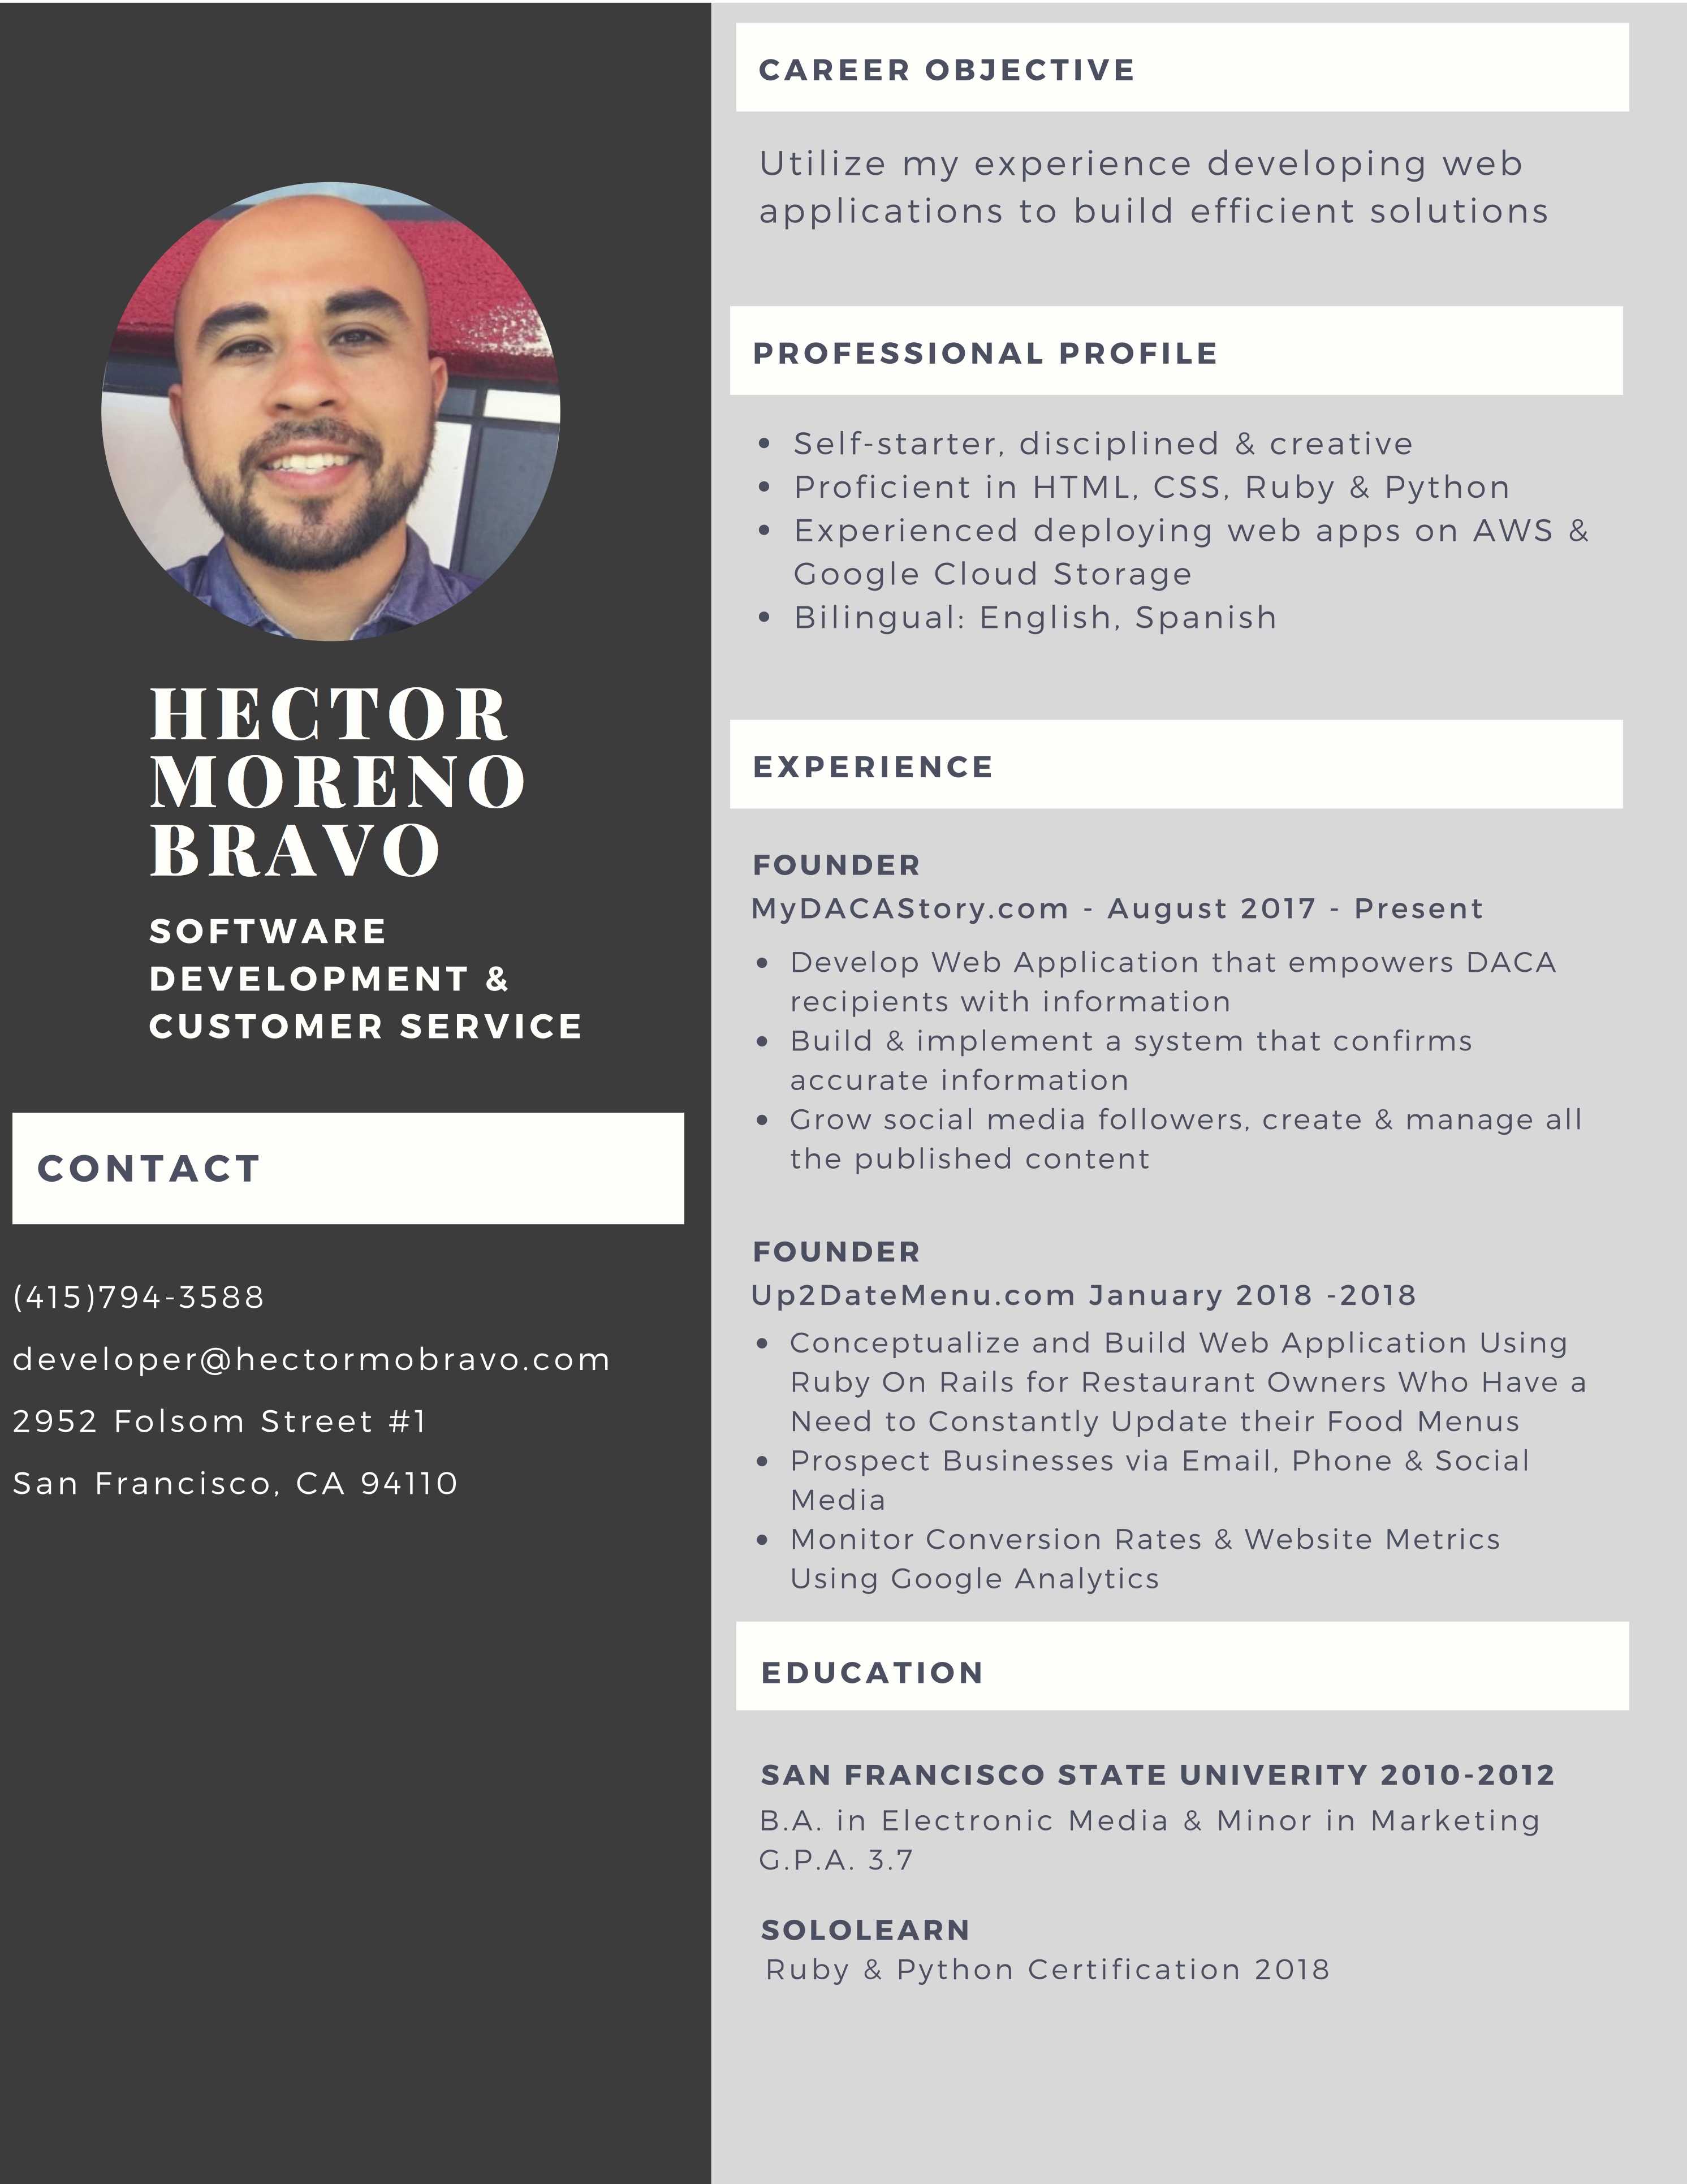 HECTOR
MORENO
BRAVO
SOFTWARE
DEVELOPMENT &
CUSTOMER SERVICE
CONTACT
(415)794-3588
developer@hectormobravo.com
2952 Folsom Street #1
San Francisco, CA 94110
CAREER OBJECTIVE
Utilize my experience developing web
applications to build efficient solutions
PROFESSIONAL PROFILE
• Self-starter, disciplined & creative
• Proficient in HTML, CSS, Ruby & Python
• Experienced deploying web apps on AWS &
Google Cloud Storage
• Bilingual: English, Spanish
EXPERIENCE
FOUNDER
MyDACAStory.com - August 2017 - Present
• Develop Web Application that empowers DACA
recipients with information
• Build & implement a system that confirms
accurate information
• Grow social media followers, create & manage all
the published content
FOUNDER
Up2DateMenu.com January 2018 -2018
• Conceptualize and Build Web Application Using
Ruby On Rails for Restaurant Owners Who Have a
Need to Constantly Update their Food Menus
• Prospect Businesses via Email, Phone & Social
Media
• Monitor Conversion Rates & Website Metrics
Using Google Analytics
EDUCATION
SAN FRANCISCO STATE UNIVERITY 2010-2012
B.A. in Electronic Media & Minor in Marketing
G.P.A. 3.7
SOLOLEARN
Ruby & Python Certification 2018